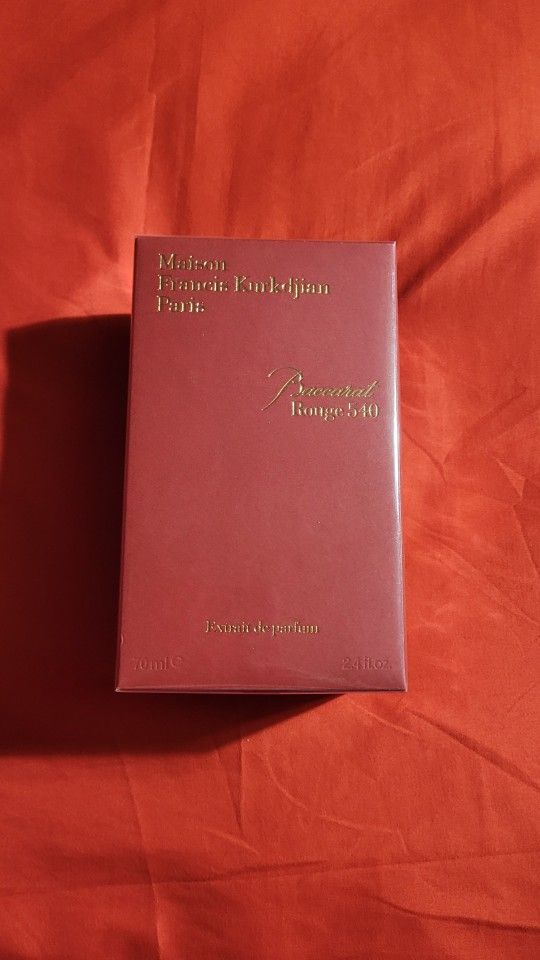 Maison
Francis Kurkdjian
Paris
Baccarat
Rouge 540
Extrait de parfum
70 ml ℮ 2.4 fl.oz.